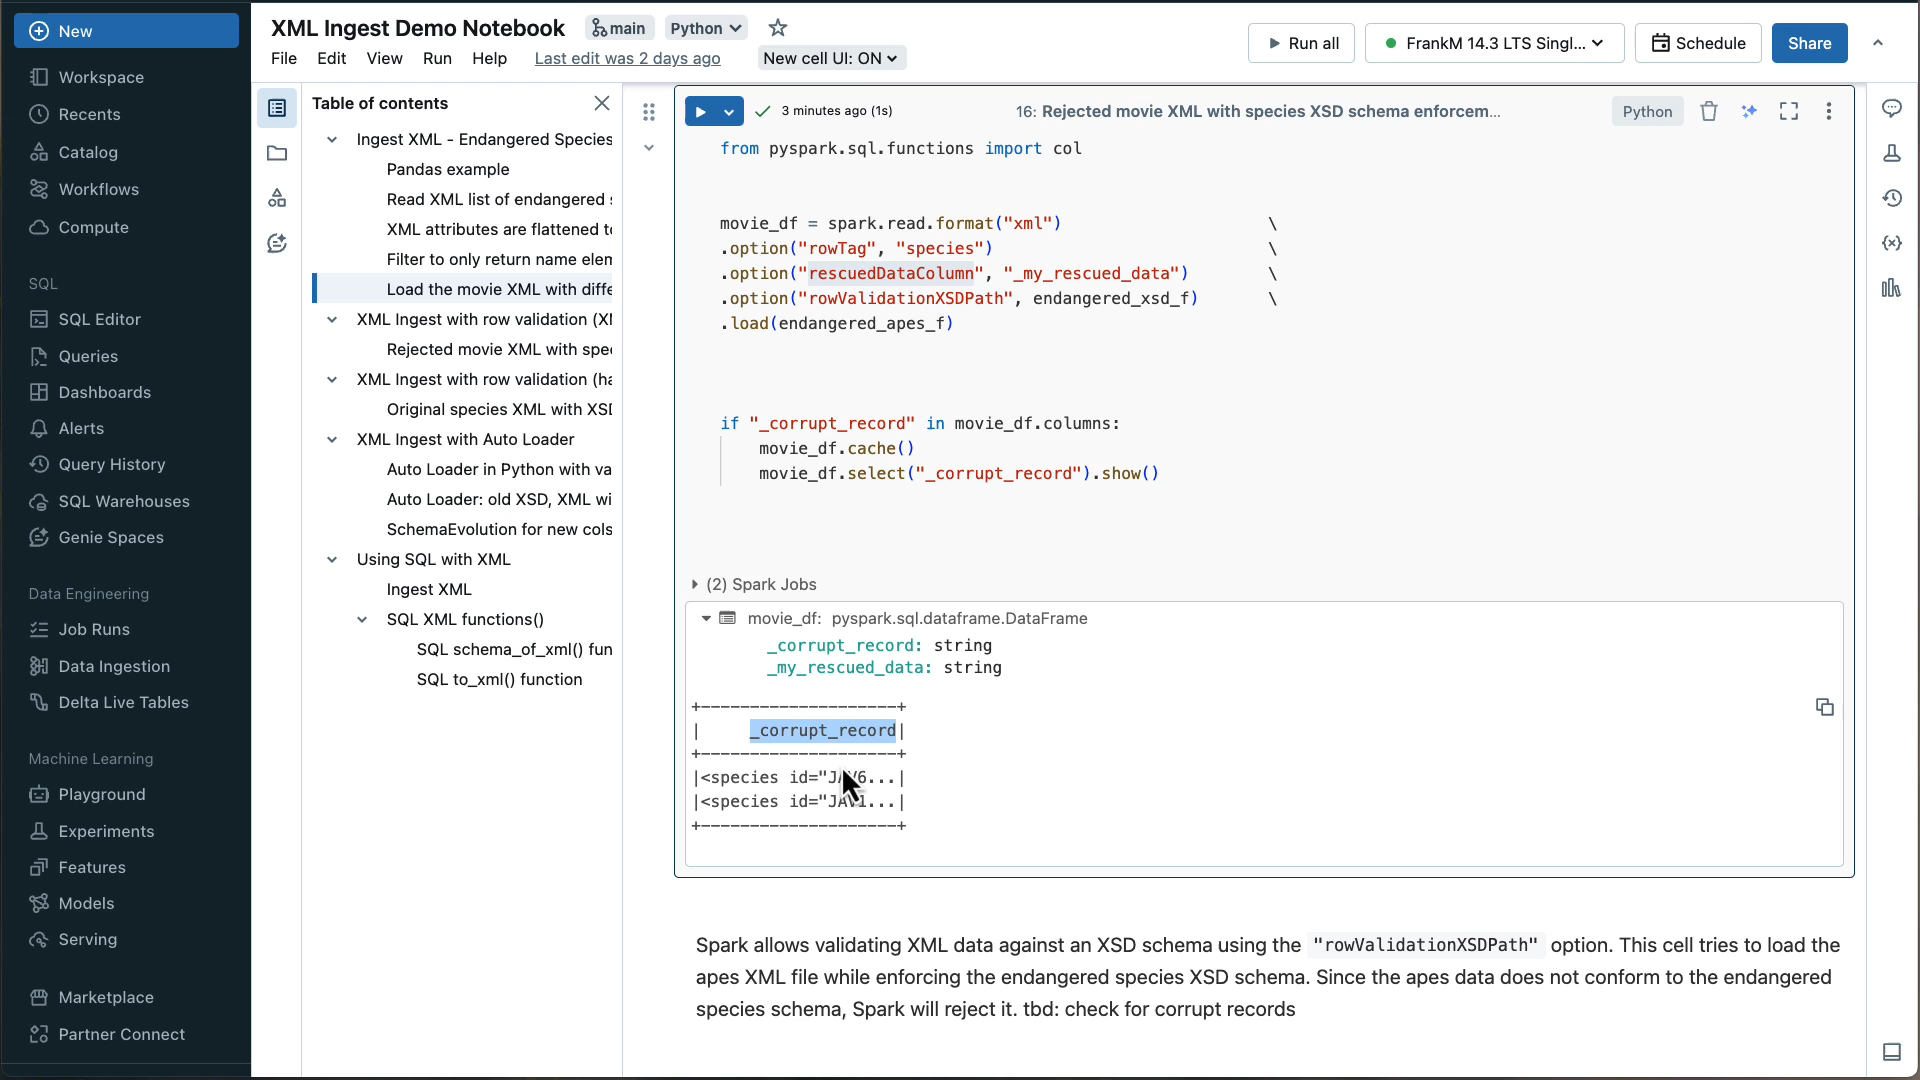 New
Workspace
Recents
Catalog
Workflows
Compute
SQL
SQL Editor
Queries
Dashboards
Alerts
Query History
SQL Warehouses
Genie Spaces
Data Engineering
Job Runs
Data Ingestion
Delta Live Tables
Machine Learning
Playground
Experiments
Features
Models
Serving
Marketplace
Partner Connect
XML Ingest Demo Notebook main Python
File Edit View Run Help Last edit was 2 days ago New cell UI: ON
Run all FrankM 14.3 LTS Singl... Schedule Share
Table of contents
Ingest XML - Endangered Species
Pandas example
Read XML list of endangered
XML attributes are flattened
Filter to only return name elem
Load the movie XML with diffe
XML Ingest with row validation
Rejected movie XML with spe
XML Ingest with row validation (ha
Original species XML with XSD
XML Ingest with Auto Loader
Auto Loader in Python with va
Auto Loader: old XSD, XML wi
SchemaEvolution for new cols
Using SQL with XML
Ingest XML
SQL XML functions()
SQL schema_of_xml() fun
SQL to_xml() function
3 minutes ago (1s) 16: Rejected movie XML with species XSD schema enforcem... Python
from pyspark.sql.functions import col
movie_df = spark.read.format("xml") \
.option("rowTag", "species") \
.option("rescuedDataColumn", "_my_rescued_data") \
.option("rowValidationXSDPath", endangered_xsd_f) \
.load(endangered_apes_f)
if "_corrupt_record" in movie_df.columns:
movie_df.cache()
movie_df.select("_corrupt_record").show()
(2) Spark Jobs
movie_df: pyspark.sql.dataframe.DataFrame
_corrupt_record: string
_my_rescued_data: string
+--------------------+
| _corrupt_record|
+--------------------+
|<species id="JAV6...|
|<species id="JAV1...|
+--------------------+
Spark allows validating XML data against an XSD schema using the "rowValidationXSDPath" option. This cell tries to load the
apes XML file while enforcing the endangered species XSD schema. Since the apes data does not conform to the endangered
species schema, Spark will reject it. tbd: check for corrupt records